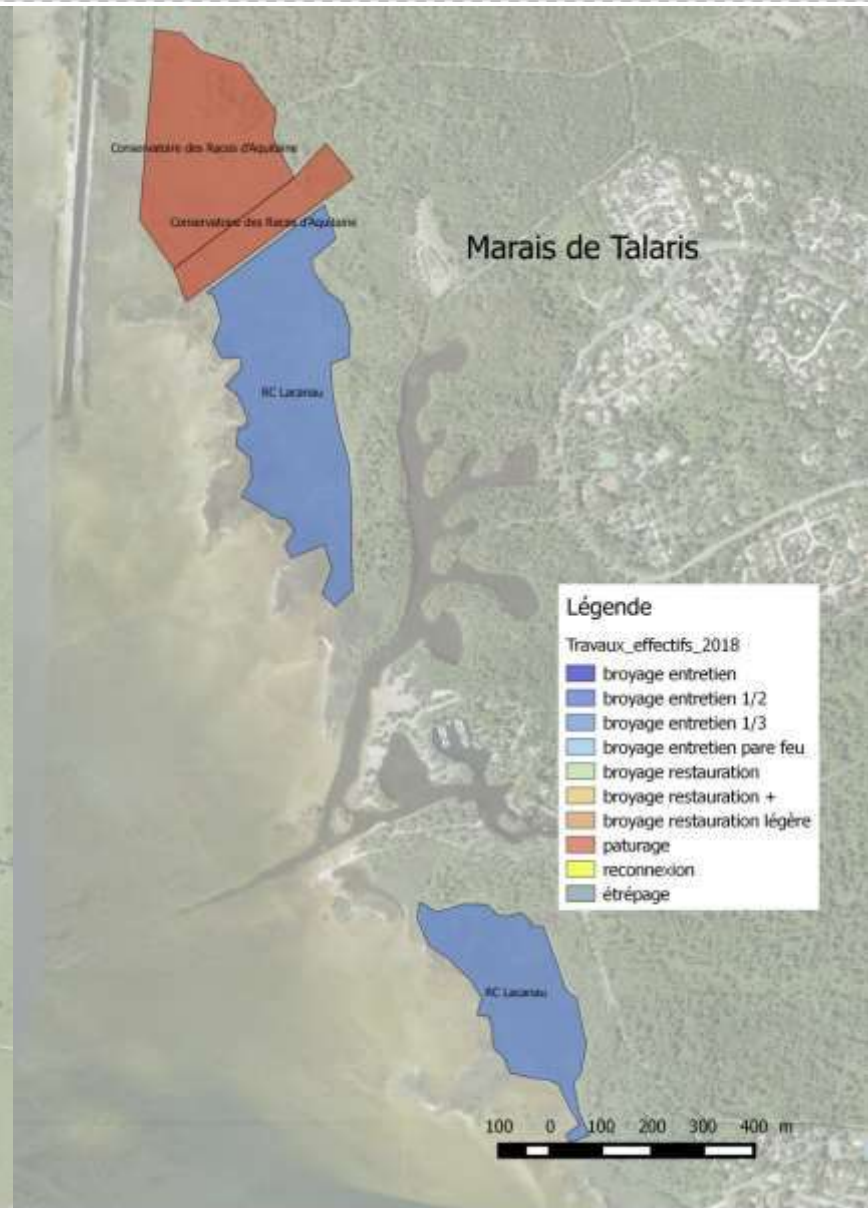 Conservatoire des Races d'Aquitaine
Conservatoire des Races d'Aquitaine
Marais de Talaris
RC Lacanau
Légende
Travaux_effectifs_2018
broyage entretien
broyage entretien 1/2
broyage entretien 1/3
broyage entretien pare feu
broyage restauration
broyage restauration +
broyage restauration légère
paturage
reconnexion
étrépage
RC Lacanau
100 0 100 200 300 400 m